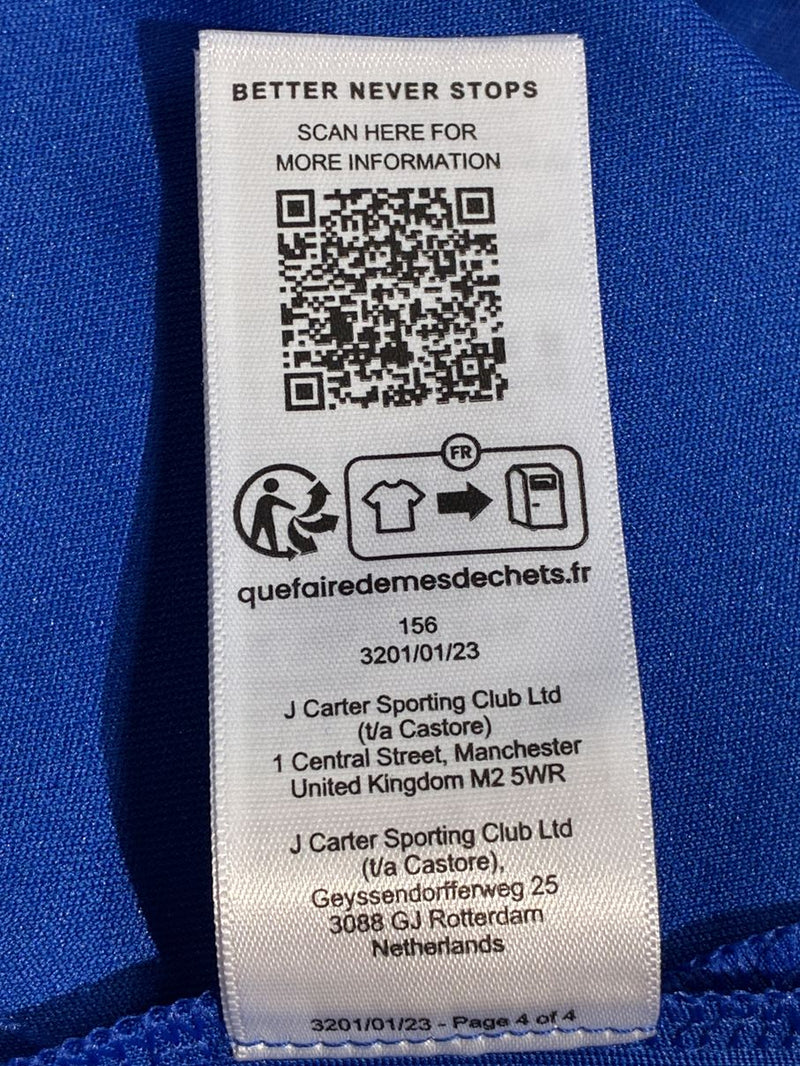 BETTER NEVER STOPS
SCAN HERE FOR
MORE INFORMATION
FR
quefairedemesdechets.fr
156
3201/01/23
J Carter Sporting Club Ltd
(t/a Castore)
1 Central Street, Manchester
United Kingdom M2 5WR
J Carter Sporting Club Ltd
(t/a Castore),
Geyssendorfferweg 25
3088 GJ Rotterdam
Netherlands
3201/01/23 - Page 4 of 4